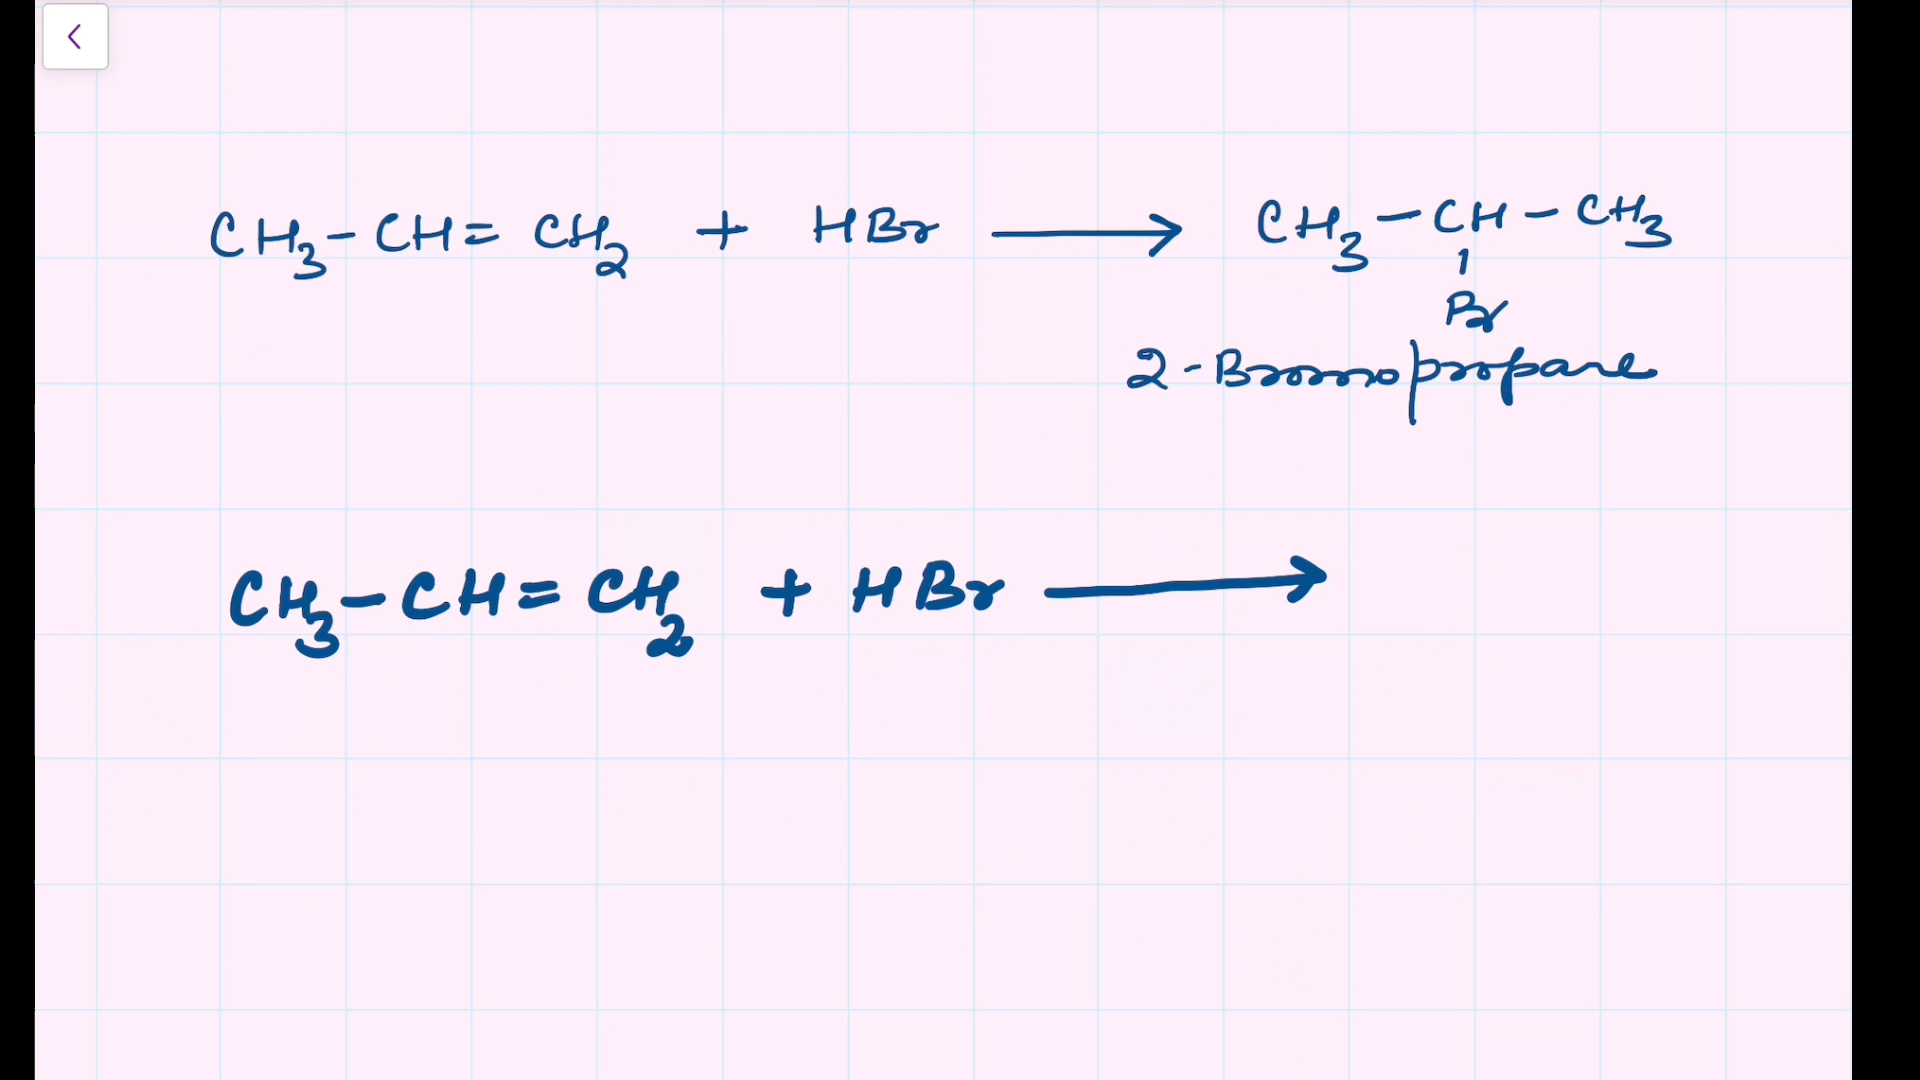 CH₃-CH=CH₂ + HBr ⟶ CH₃-CH-CH₃
Br
2-Bromopropane
CH₃-CH=CH₂ + HBr ⟶